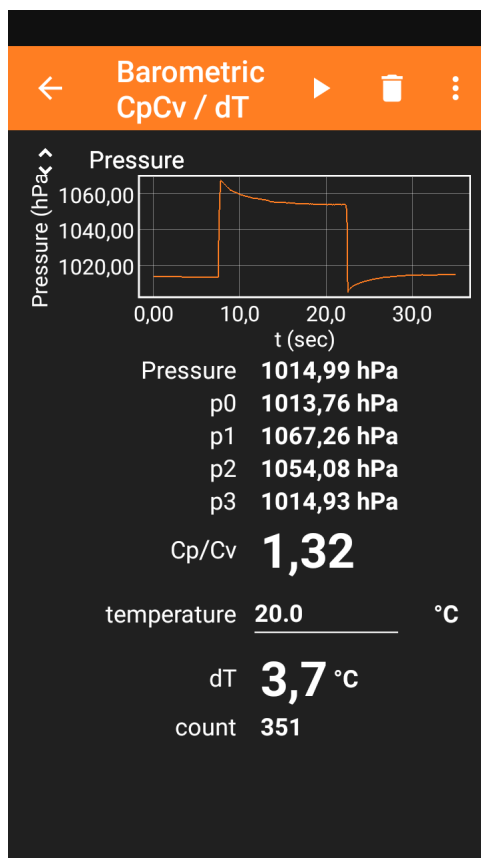 Barometric
CpCv / dT
Pressure
Pressure (hPa)
1060,00
1040,00
1020,00
0,00 10,0 20,0 30,0
t (sec)
Pressure 1014,99 hPa
p0 1013,76 hPa
p1 1067,26 hPa
p2 1054,08 hPa
p3 1014,93 hPa
Cp/Cv 1,32
temperature 20.0 °C
dT 3,7 °C
count 351